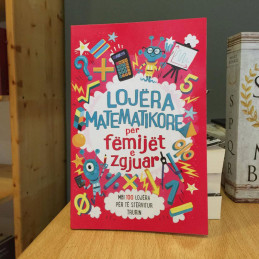 LOJËRA
MATEMATIKORE
për
fëmijët
e
zgjuar
MBI 100 LOJËRA
PËR TË STËRVITUR
TRURIN